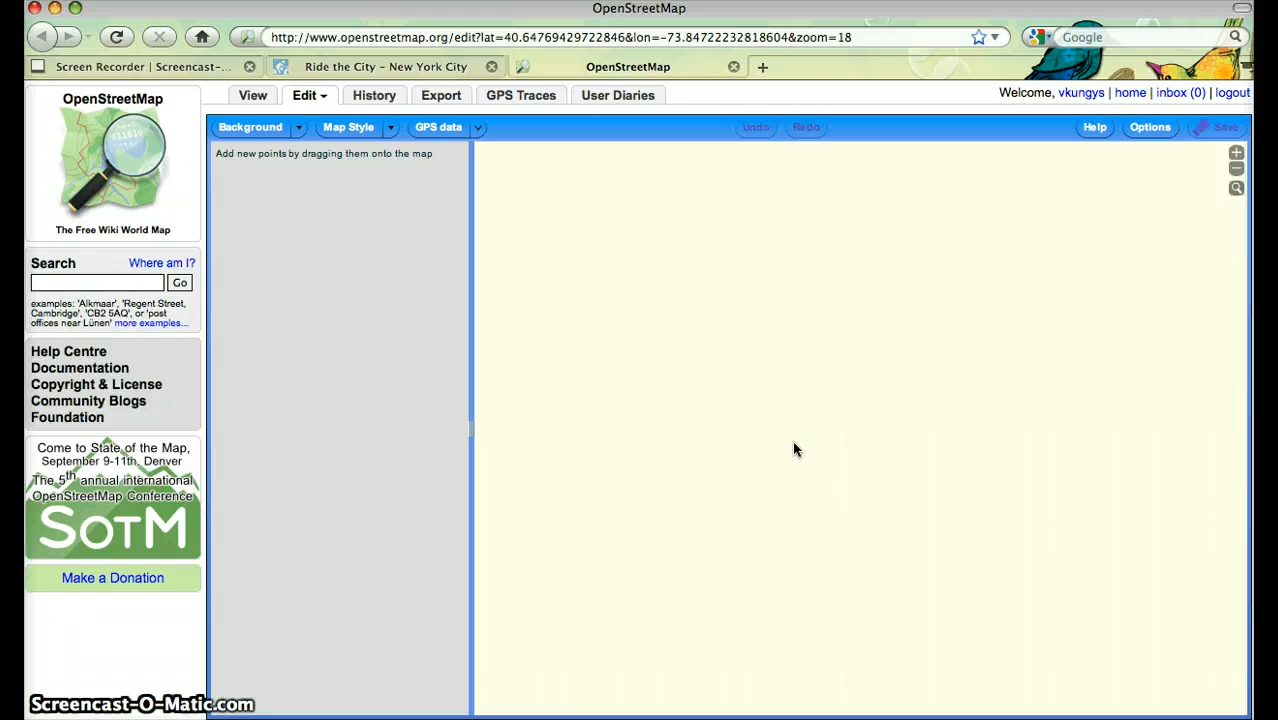 OpenStreetMap
http://www.openstreetmap.org/edit?lat=40.64769429722846&lon=-73.84722232818604&zoom=18
Google
Screen Recorder | Screencast-...
Ride the City - New York City
OpenStreetMap
OpenStreetMap
View
Edit
History
Export
GPS Traces
User Diaries
Welcome, vkungys | home | inbox (0) | logout
Background
Map Style
GPS data
Undo
Redo
Help
Options
Save
Add new points by dragging them onto the map
The Free Wiki World Map
Search
Where am I?
Go
examples: 'Alkmaar', 'Regent Street,
Cambridge', 'CB2 5AQ', or 'post
offices near Lünen' more examples...
Help Centre
Documentation
Copyright & License
Community Blogs
Foundation
Come to State of the Map,
September 9-11th, Denver
The 5th annual international
OpenStreetMap Conference
SOTM
Make a Donation
Screencast-O-Matic.com